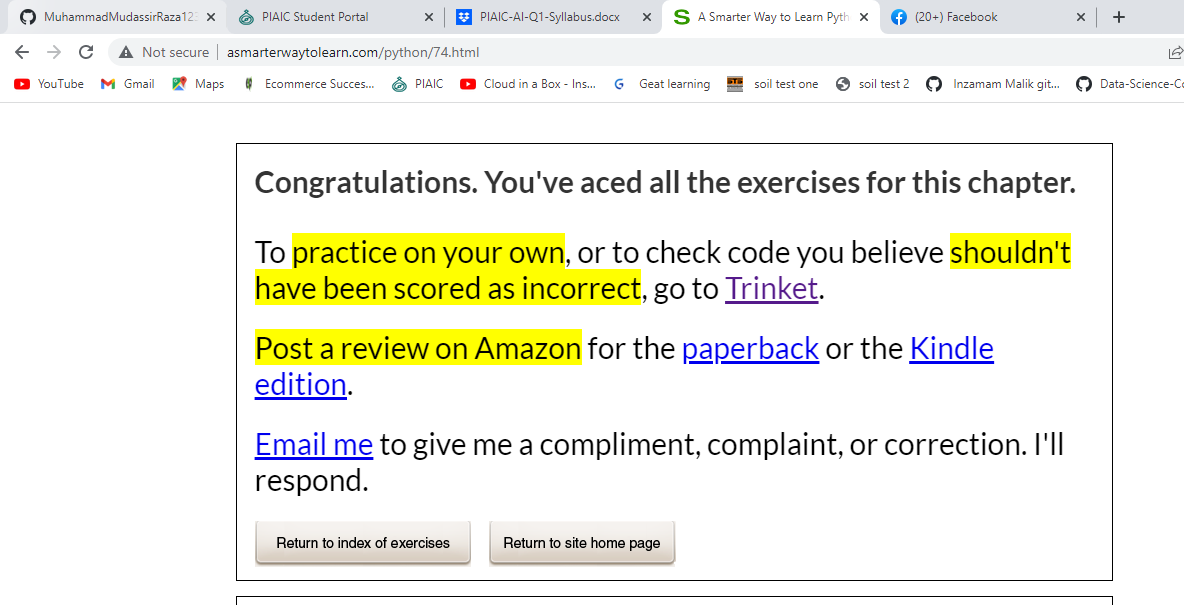 MuhammadMudassirRaza12 PIAIC Student Portal PIAIC-AI-Q1-Syllabus.docx A Smarter Way to Learn Pyth (20+) Facebook
Not secure asmarterwaytolearn.com/python/74.html
YouTube Gmail Maps Ecommerce Succes... PIAIC Cloud in a Box - Ins... Geat learning soil test one soil test 2 Inzamam Malik git... Data-Science-Co
Congratulations. You've aced all the exercises for this chapter.
To practice on your own, or to check code you believe shouldn't
have been scored as incorrect, go to Trinket.
Post a review on Amazon for the paperback or the Kindle
edition.
Email me to give me a compliment, complaint, or correction. I'll
respond.
Return to index of exercises Return to site home page